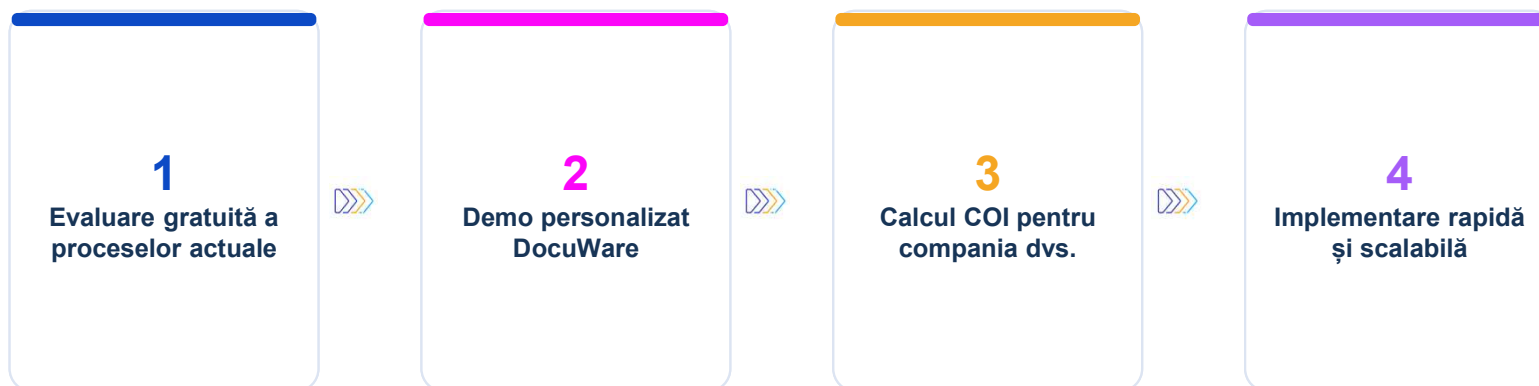 1
Evaluare gratuită a
proceselor actuale
2
Demo personalizat
DocuWare
3
Calcul COI pentru
compania dvs.
4
Implementare rapidă
și scalabilă